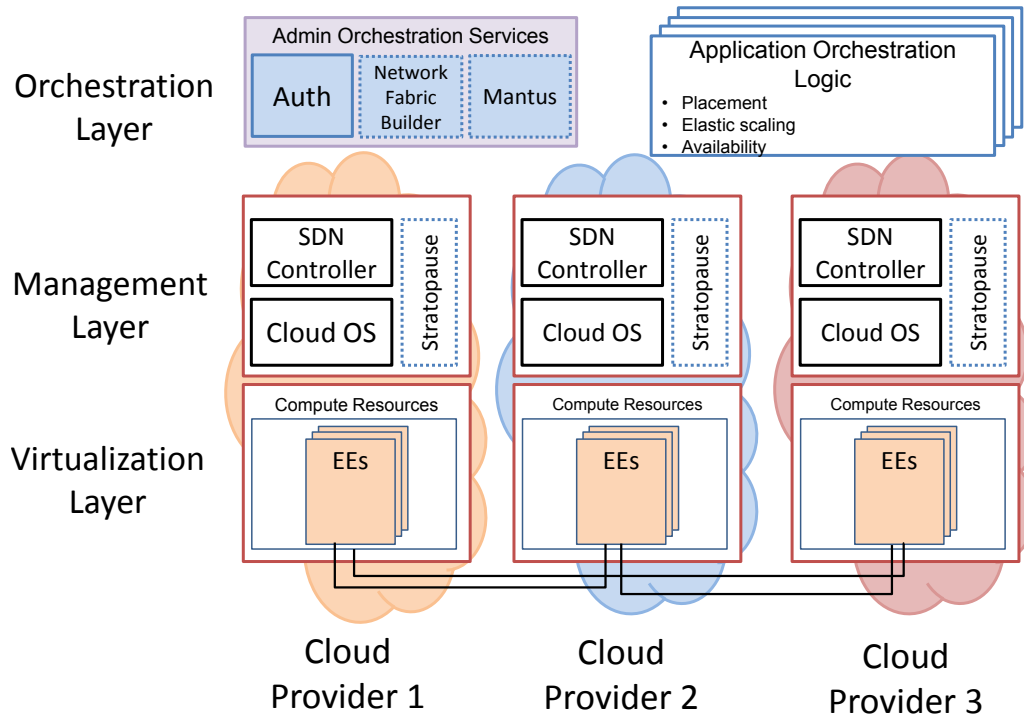 Orchestration
Layer
Admin Orchestration Services
Auth
Network
Fabric
Builder
Mantus
Application Orchestration
Logic
• Placement
• Elastic scaling
• Availability
Management
Layer
SDN
Controller
Cloud OS
Stratopause
SDN
Controller
Cloud OS
Stratopause
SDN
Controller
Cloud OS
Stratopause
Virtualization
Layer
Compute Resources
EEs
Compute Resources
EEs
Compute Resources
EEs
Cloud
Provider 1
Cloud
Provider 2
Cloud
Provider 3